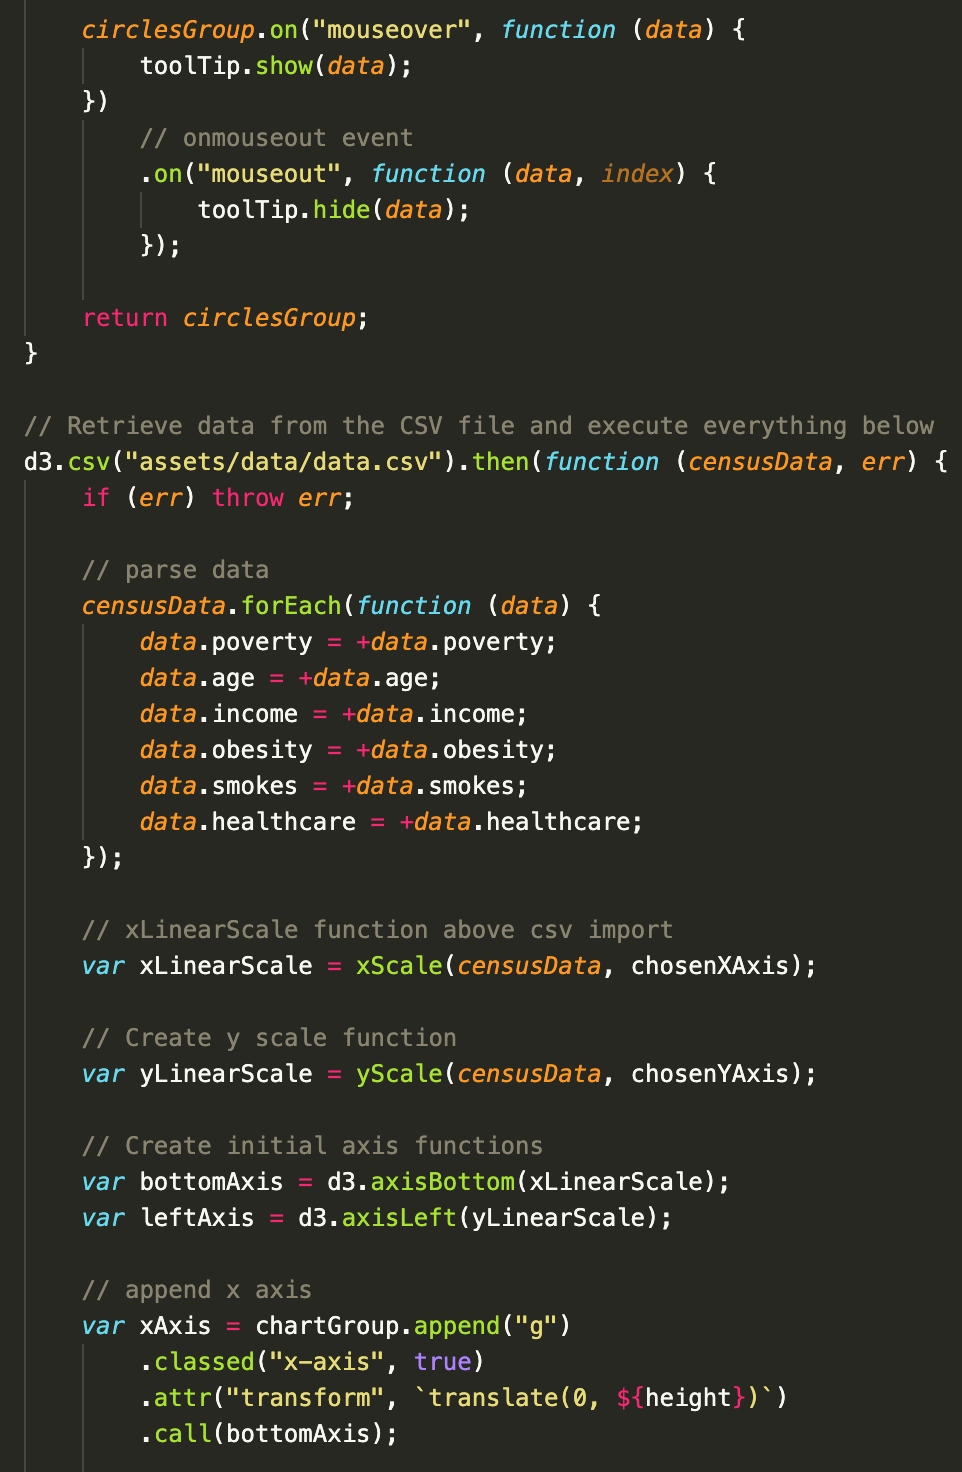 circlesGroup.on("mouseover", function (data) {
toolTip.show(data);
})
// onmouseout event
.on("mouseout", function (data, index) {
toolTip.hide(data);
});
return circlesGroup;
}
// Retrieve data from the CSV file and execute everything below
d3.csv("assets/data/data.csv").then(function (censusData, err) {
if (err) throw err;
// parse data
censusData.forEach(function (data) {
data.poverty = +data.poverty;
data.age = +data.age;
data.income = +data.income;
data.obesity = +data.obesity;
data.smokes = +data.smokes;
data.healthcare = +data.healthcare;
});
// xLinearScale function above csv import
var xLinearScale = xScale(censusData, chosenXAxis);
// Create y scale function
var yLinearScale = yScale(censusData, chosenYAxis);
// Create initial axis functions
var bottomAxis = d3.axisBottom(xLinearScale);
var leftAxis = d3.axisLeft(yLinearScale);
// append x axis
var xAxis = chartGroup.append("g")
.classed("x-axis", true)
.attr("transform", `translate(0, ${height})`)
.call(bottomAxis);